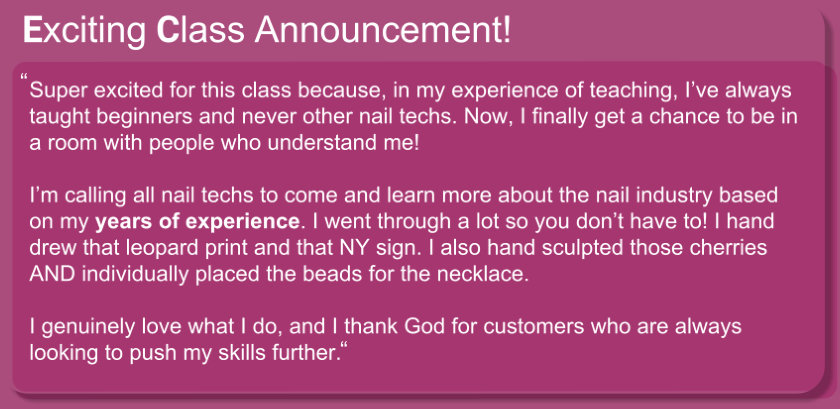 Exciting Class Announcement!
“Super excited for this class because, in my experience of teaching, I’ve always
taught beginners and never other nail techs. Now, I finally get a chance to be in
a room with people who understand me!
I’m calling all nail techs to come and learn more about the nail industry based
on my years of experience. I went through a lot so you don’t have to! I hand
drew that leopard print and that NY sign. I also hand sculpted those cherries
AND individually placed the beads for the necklace.
I genuinely love what I do, and I thank God for customers who are always
looking to push my skills further.“